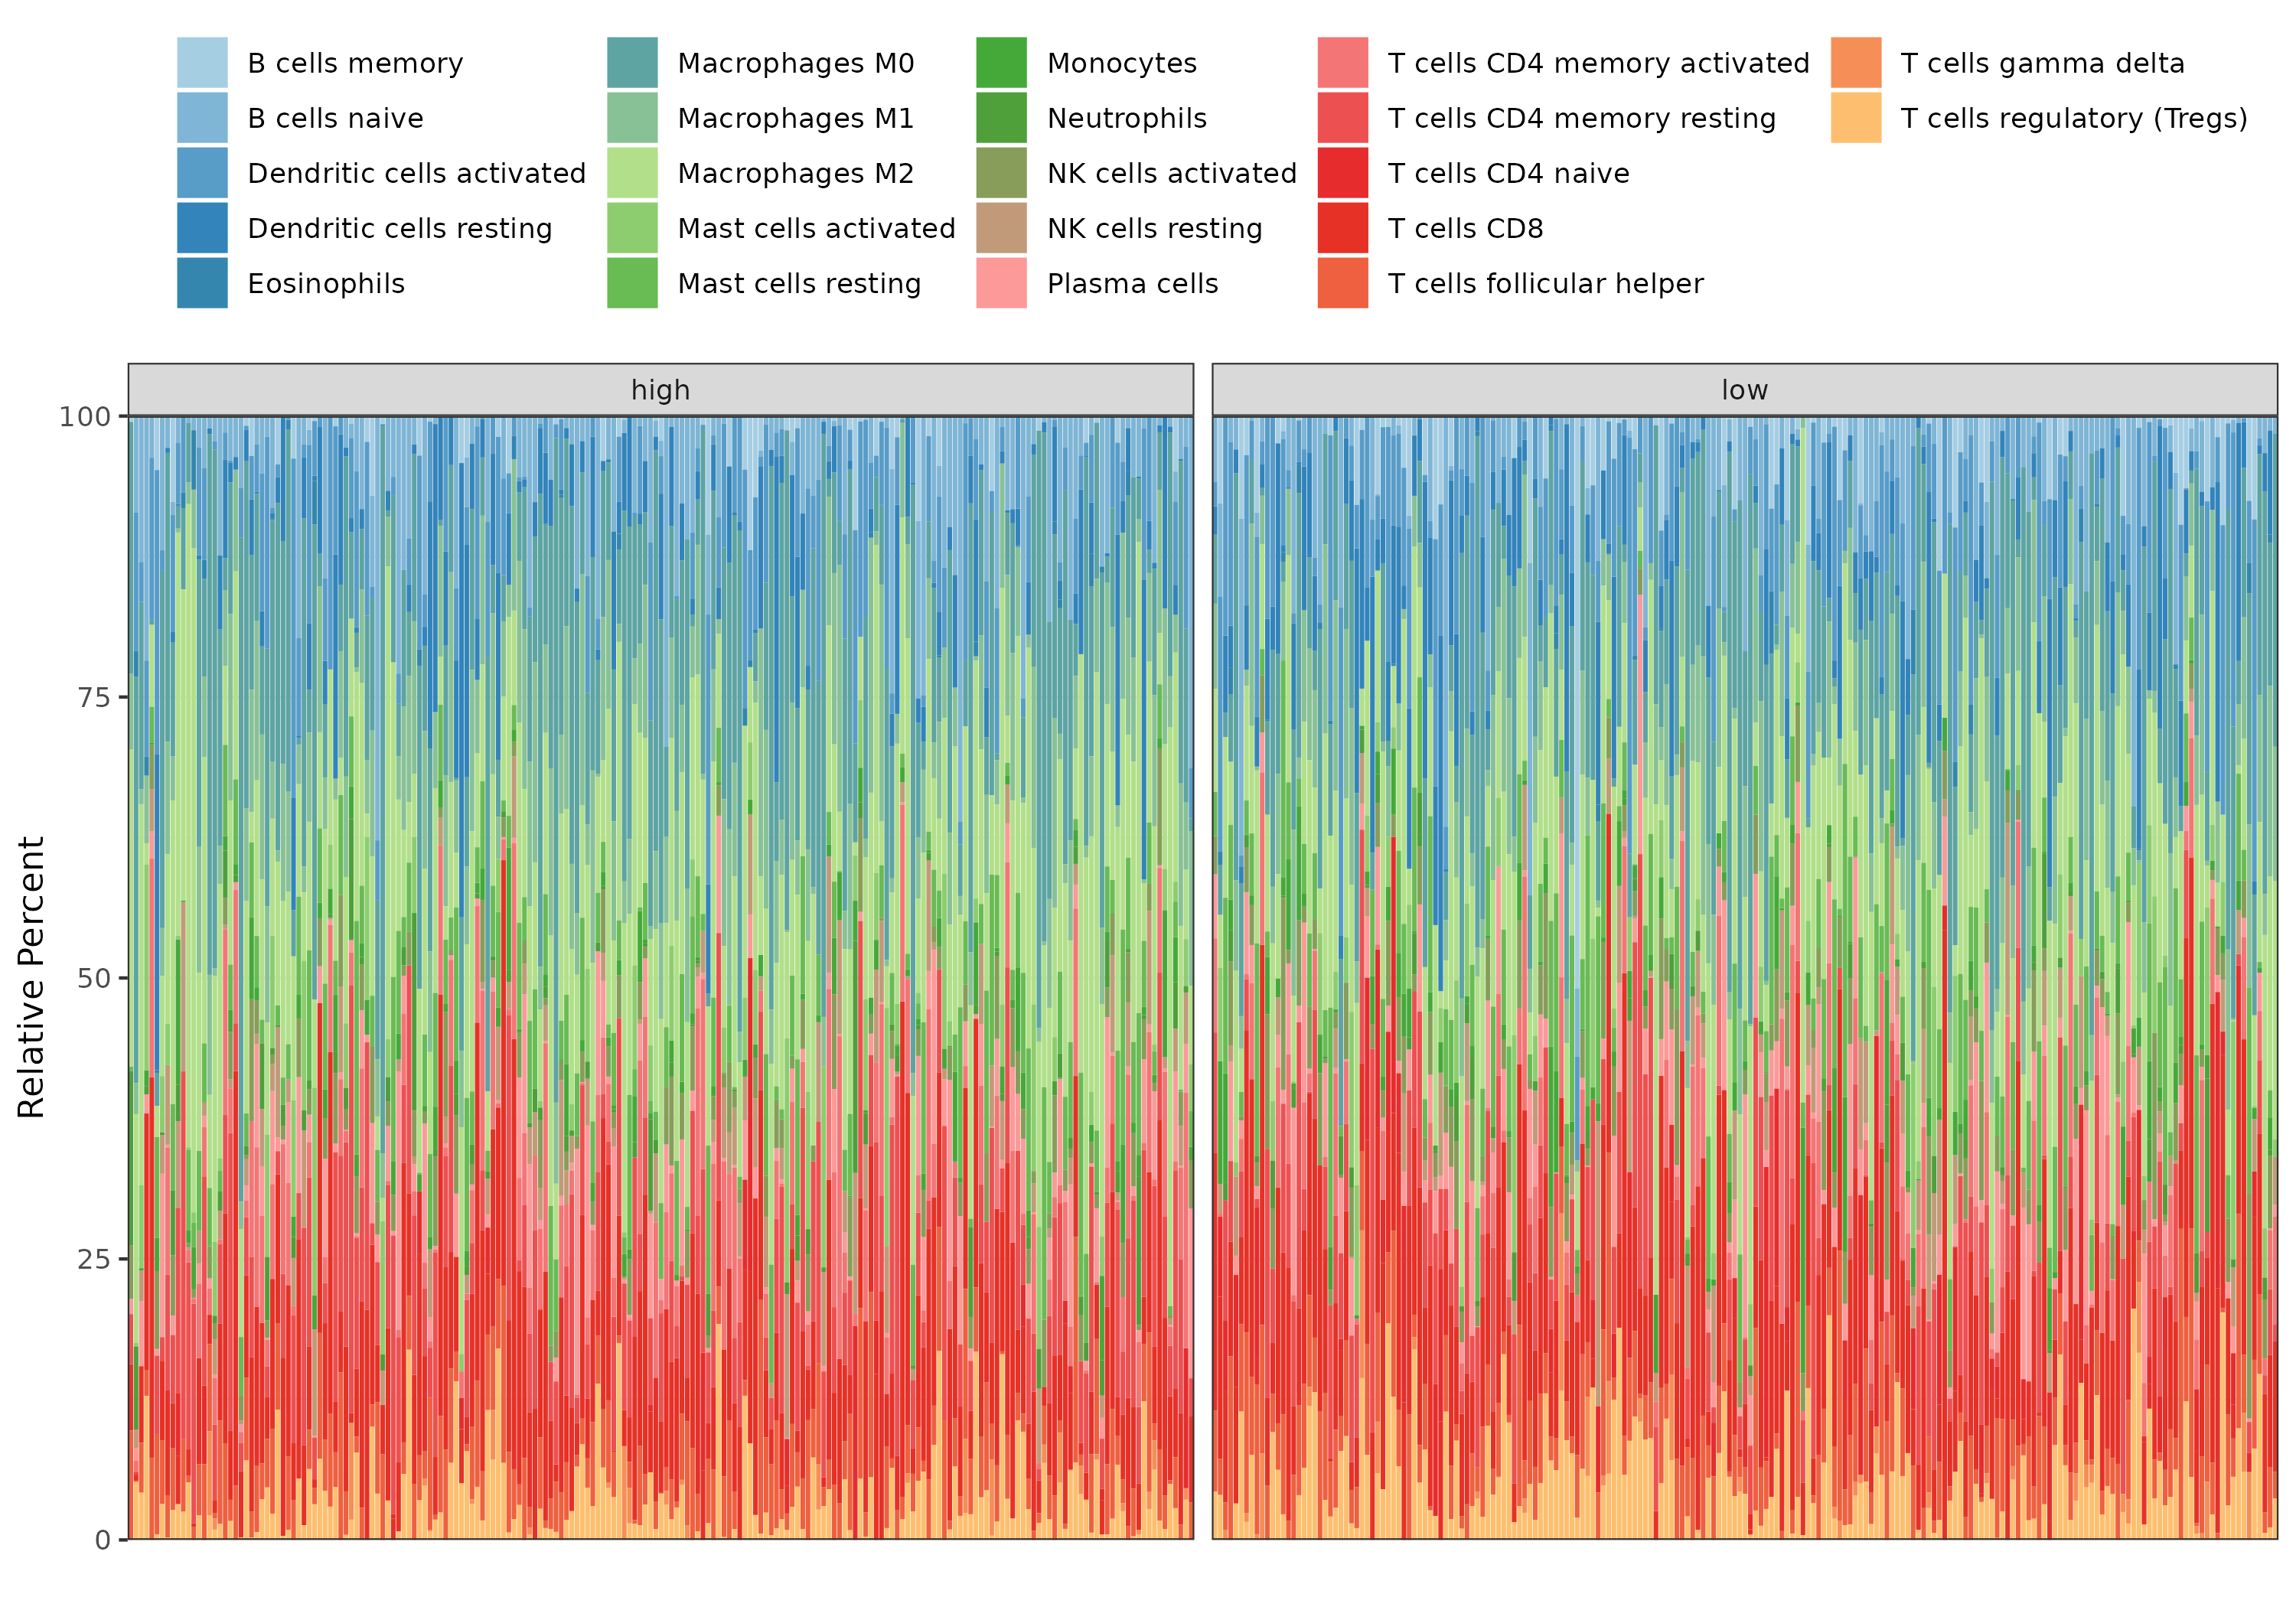 B cells memory
B cells naive
Dendritic cells activated
Dendritic cells resting
Eosinophils
Macrophages M0
Macrophages M1
Macrophages M2
Mast cells activated
Mast cells resting
Monocytes
Neutrophils
NK cells activated
NK cells resting
Plasma cells
T cells CD4 memory activated
T cells CD4 memory resting
T cells CD4 naive
T cells CD8
T cells follicular helper
T cells gamma delta
T cells regulatory (Tregs)
high
low
100
75
50
25
0
Relative Percent